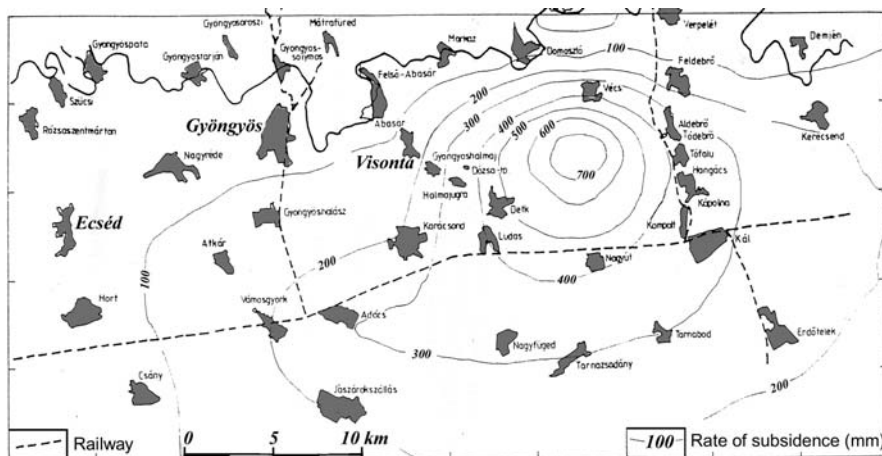 Gyöngyösoroszi
Mátrafüred
Verpelét
Gyöngyöspata
Gyöngyöstarján
Gyöngyös-
solymos
Markaz
Domoszló
100
Demjén
Felső-Abasár
Feldebrő
Szücsi
200
Vécs
Rózsaszentmárton
Gyöngyös
Abasár
300
400
500
600
Aldebrő
Tódebrő
Kerecsend
Visonta
Gyöngyöshalmaj
Tófalu
Nagyréde
Dózsa-ro
700
Hangács
Halmajugra
Kápolna
Ecséd
Gyöngyöshalász
Detk
Karácsond
Ludas
Kompolt
Kál
Atkár
200
Nagyút
100
400
Hort
Vámosgyörk
Adács
Nagyfüged
Tarnabod
Erdőtelek
300
Tarnazsadány
200
Csány
Jászárokszállás
0 5 10 km
Railway
100 Rate of subsidence (mm)